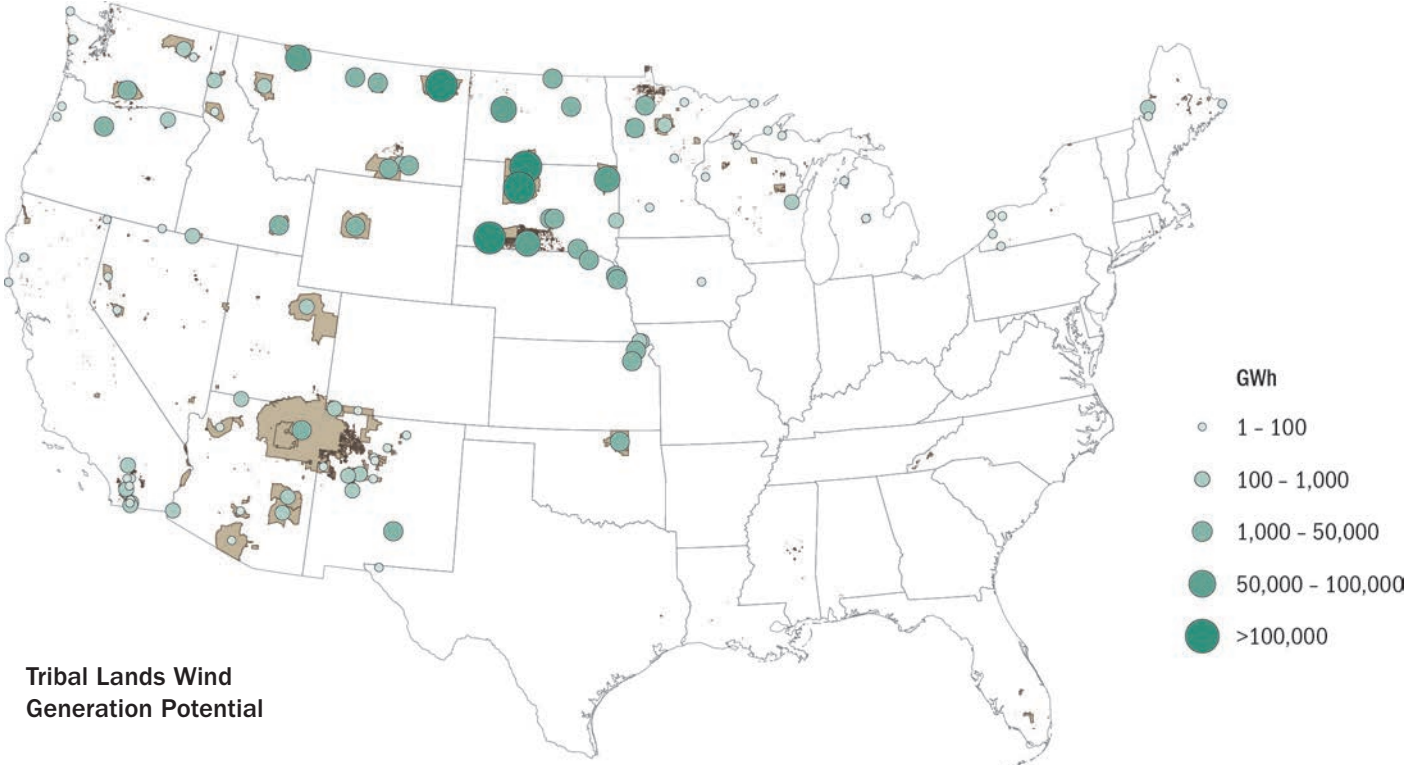 GWh
1 – 100
100 – 1,000
1,000 – 50,000
50,000 – 100,000
>100,000
Tribal Lands Wind
Generation Potential